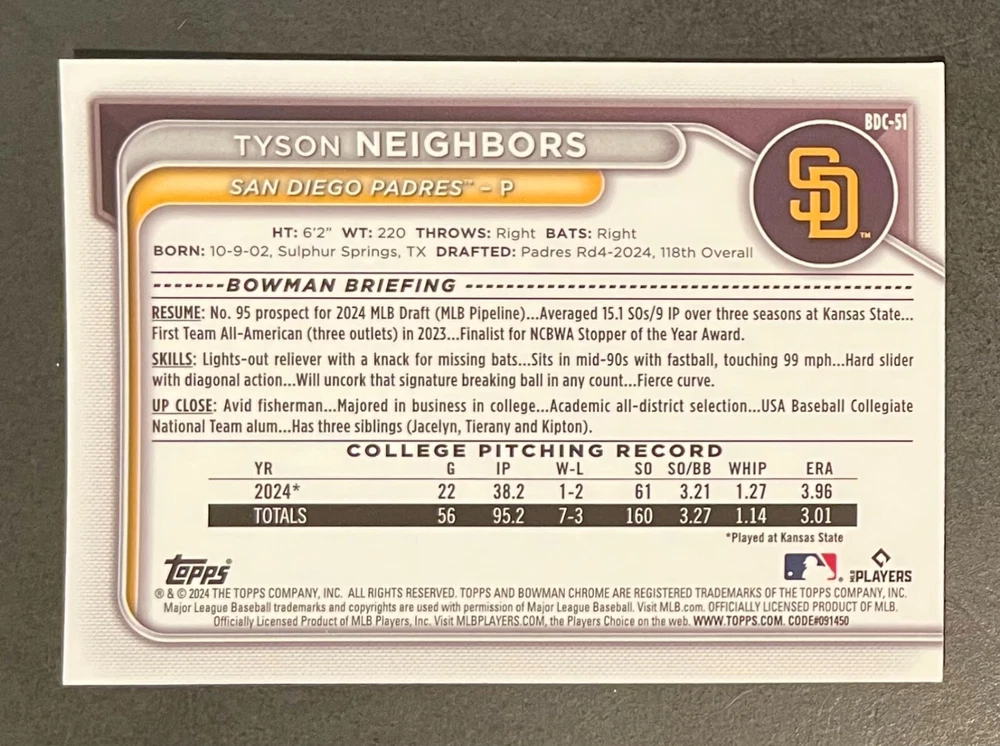 BDC-51
TYSON NEIGHBORS
SD™
SAN DIEGO PADRES™ – P
HT: 6'2" WT: 220 THROWS: Right BATS: Right
BORN: 10-9-02, Sulphur Springs, TX DRAFTED: Padres Rd4-2024, 118th Overall
BOWMAN BRIEFING
RESUME: No. 95 prospect for 2024 MLB Draft (MLB Pipeline)...Averaged 15.1 SOs/9 IP over three seasons at Kansas State...
First Team All-American (three outlets) in 2023...Finalist for NCBWA Stopper of the Year Award.
SKILLS: Lights-out reliever with a knack for missing bats...Sits in mid-90s with fastball, touching 99 mph...Hard slider
with diagonal action...Will uncork that signature breaking ball in any count...Fierce curve.
UP CLOSE: Avid fisherman...Majored in business in college...Academic all-district selection...USA Baseball Collegiate
National Team alum...Has three siblings (Jacelyn, Tierany and Kipton).
COLLEGE PITCHING RECORD
YR G IP W-L SO SO/BB WHIP ERA
2024* 22 38.2 1-2 61 3.21 1.27 3.96
TOTALS 56 95.2 7-3 160 3.27 1.14 3.01
*Played at Kansas State
Topps® MLB PLAYERS
® & © 2024 THE TOPPS COMPANY, INC. ALL RIGHTS RESERVED. TOPPS AND BOWMAN CHROME ARE REGISTERED TRADEMARKS OF THE TOPPS COMPANY, INC.
Major League Baseball trademarks and copyrights are used with permission of Major League Baseball. Visit MLB.com. OFFICIALLY LICENSED PRODUCT OF MLB.
Officially Licensed Product of MLB Players, Inc. Visit MLBPLAYERS.COM, the Players Choice on the web. WWW.TOPPS.COM. CODE#091450